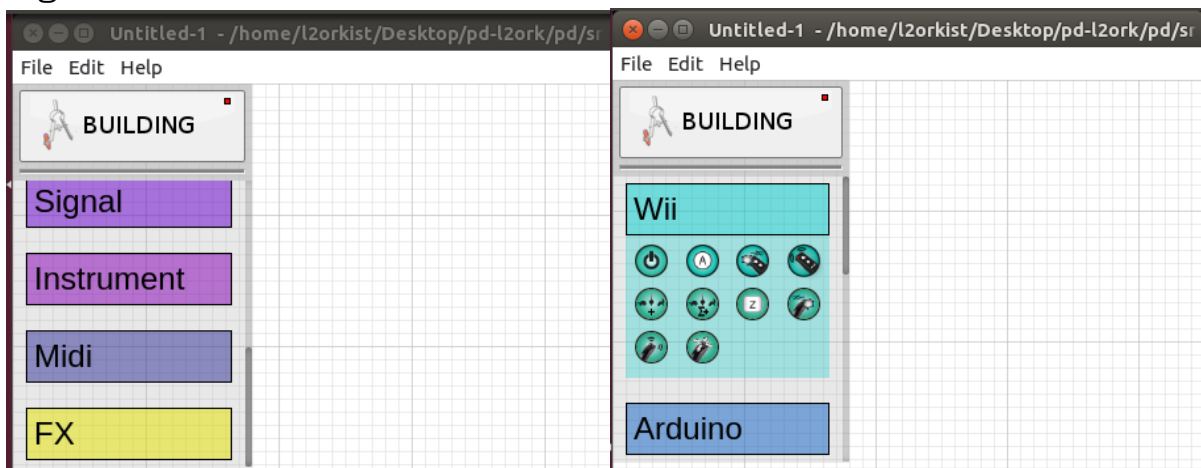 Untitled-1 - /home/l2orkist/Desktop/pd-l2ork/pd/sr
File Edit Help
BUILDING
Signal
Instrument
Midi
FX
Untitled-1 - /home/l2orkist/Desktop/pd-l2ork/pd/sr
File Edit Help
BUILDING
Wii
A
Z
Arduino